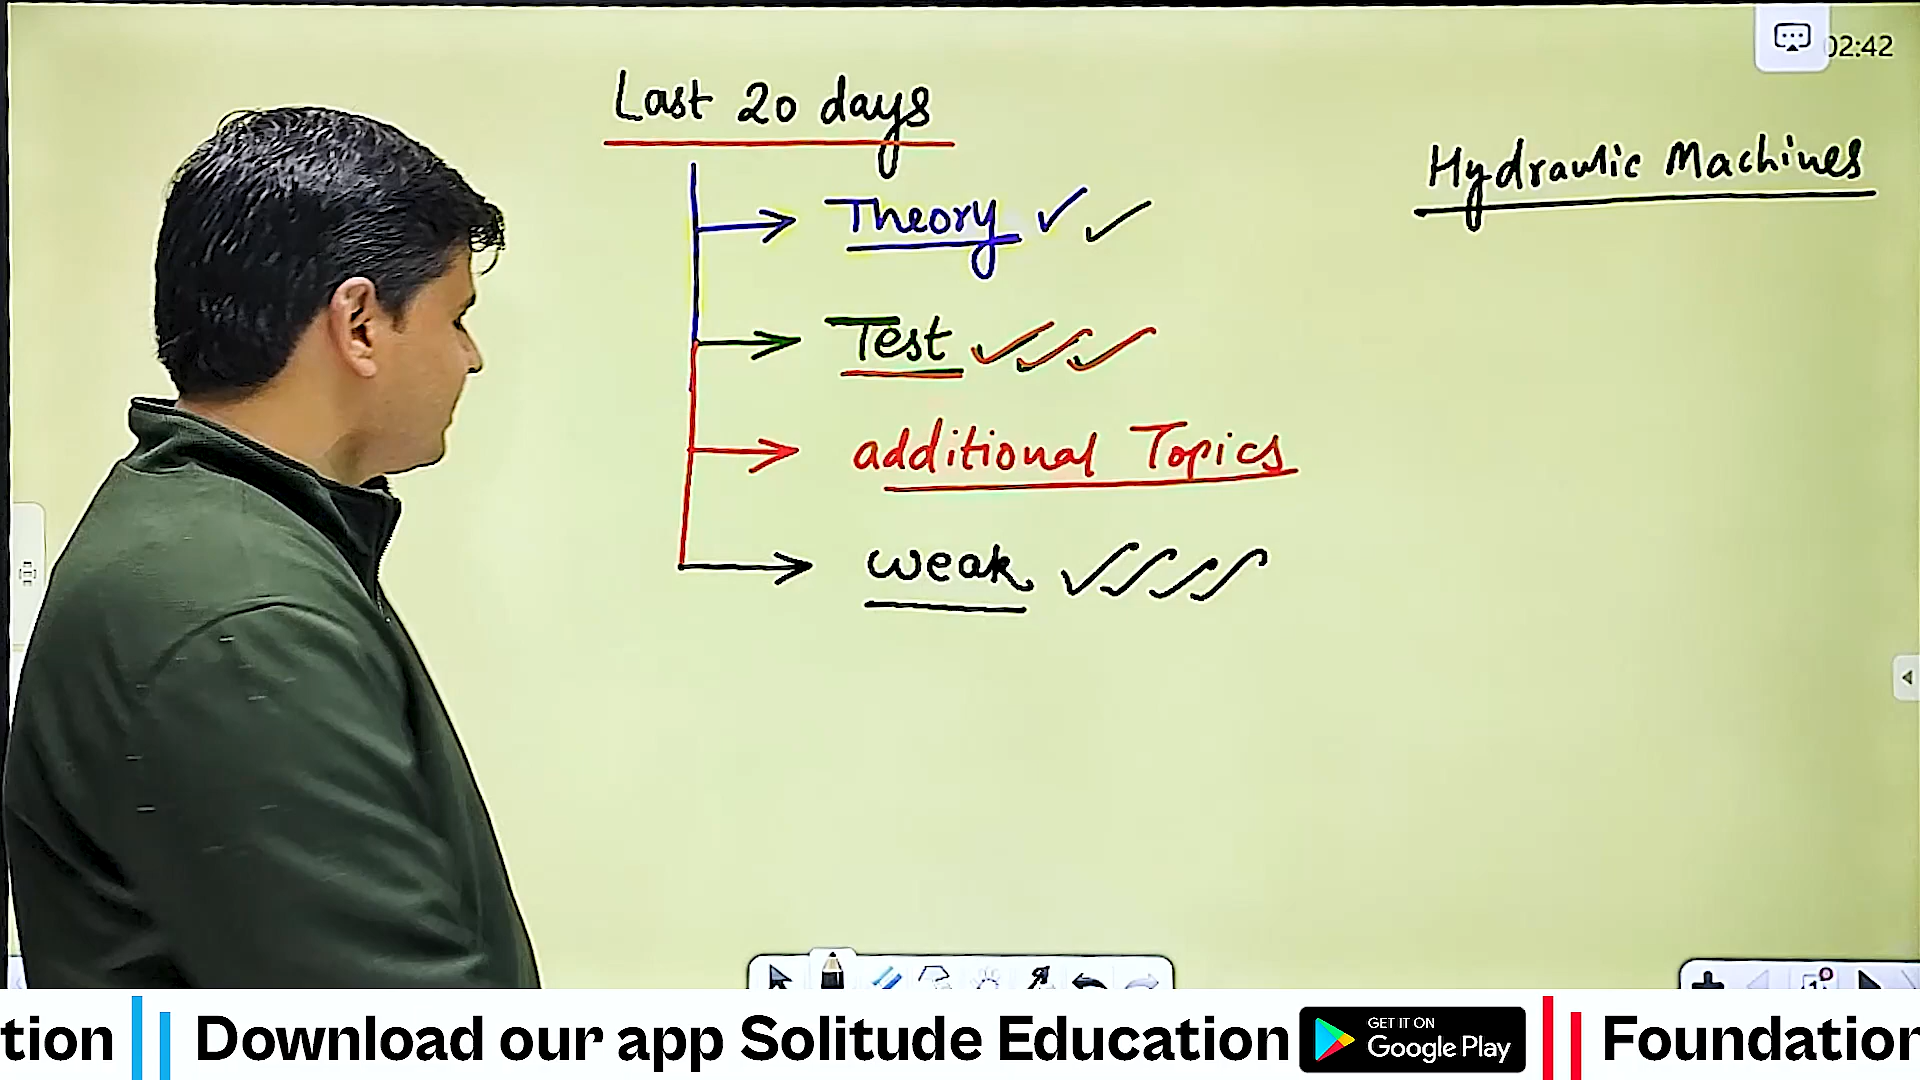 02:42
Last 20 days
Hydraulic Machines
Theory ✓ ✓
Test ✓✓✓
additional Topics
weak ✓✓✓✓
tion || Download our app Solitude Education GET IT ON Google Play || Foundation